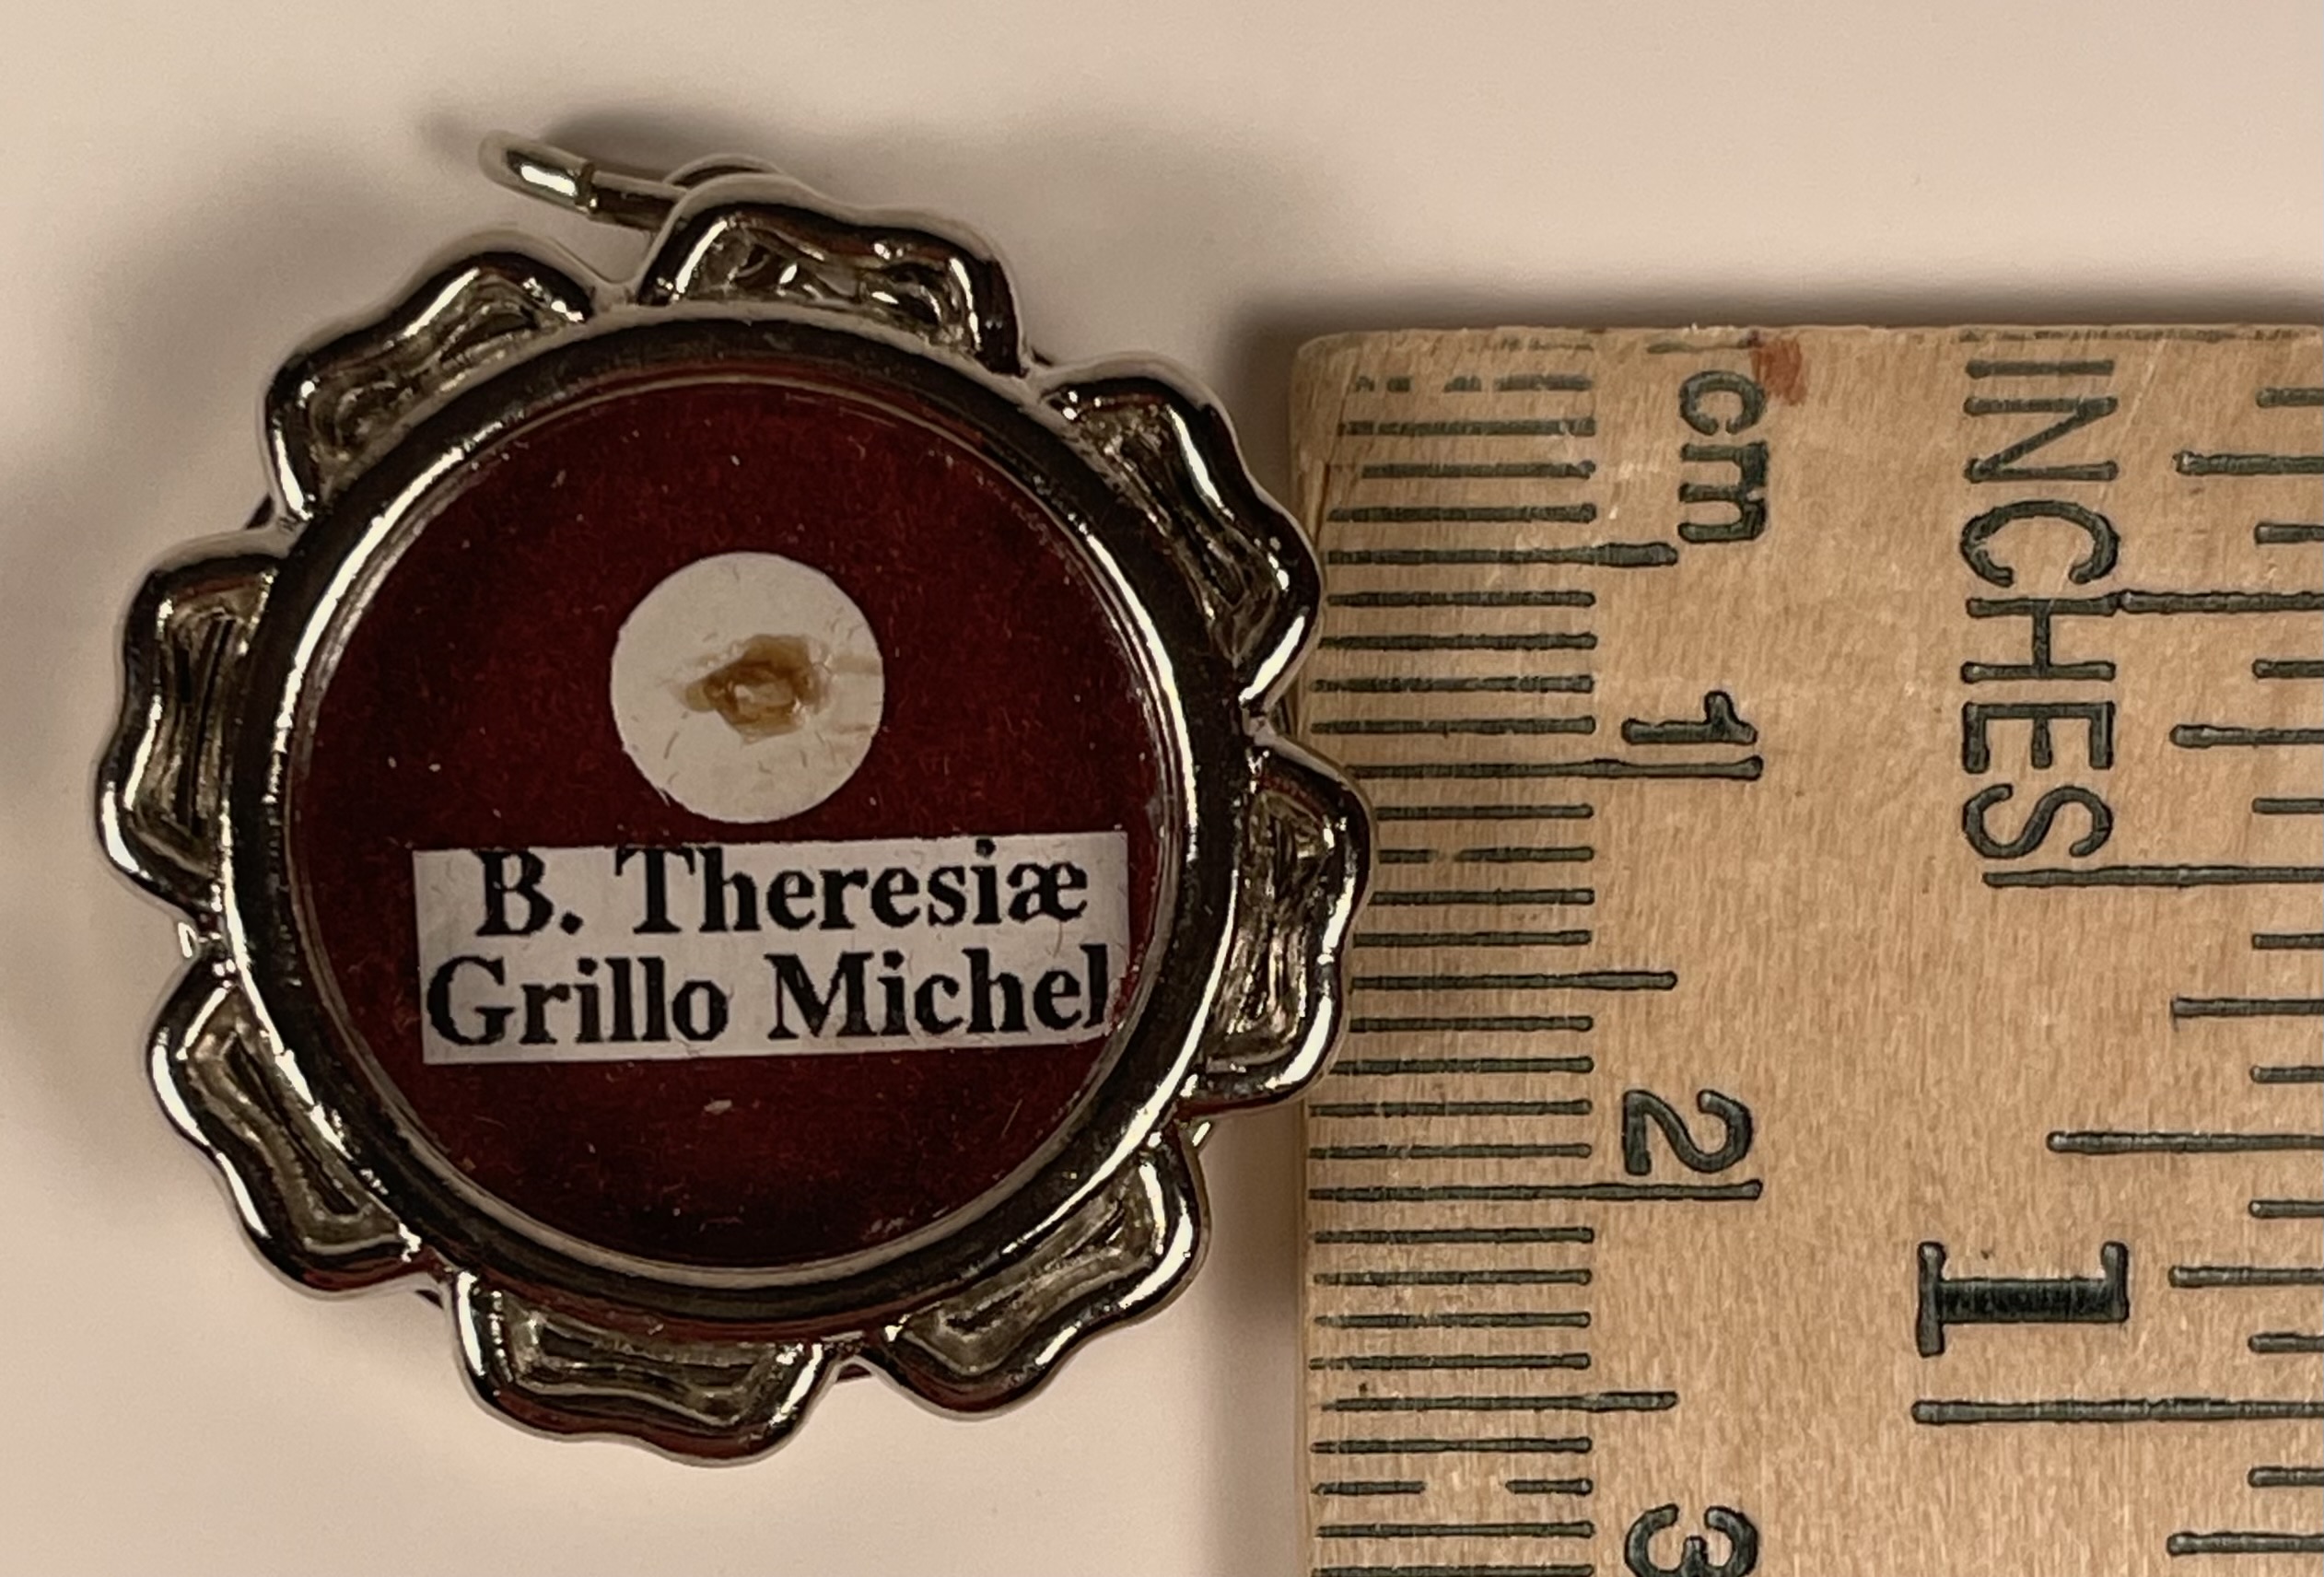 B. Theresiæ
Grillo Michel
cm
1
2
3
INCHES
1